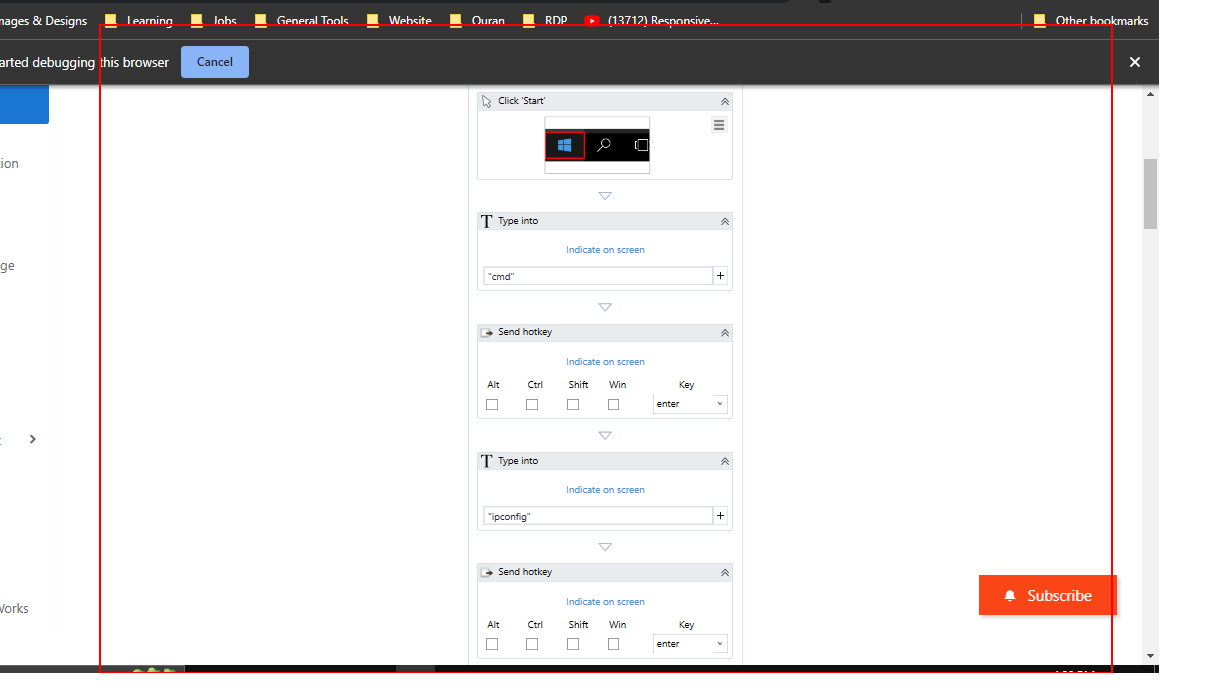 mages & Designs Learning Jobs General Tools Website Quran RDP (13712) Responsive... Other bookmarks
arted debugging this browser Cancel
Click 'Start'
tion
Type into
Indicate on screen
ge
"cmd"
Send hotkey
Indicate on screen
Alt Ctrl Shift Win Key
enter
Type into
Indicate on screen
"ipconfig"
Send hotkey
Subscribe
Indicate on screen
Works
Alt Ctrl Shift Win Key
enter